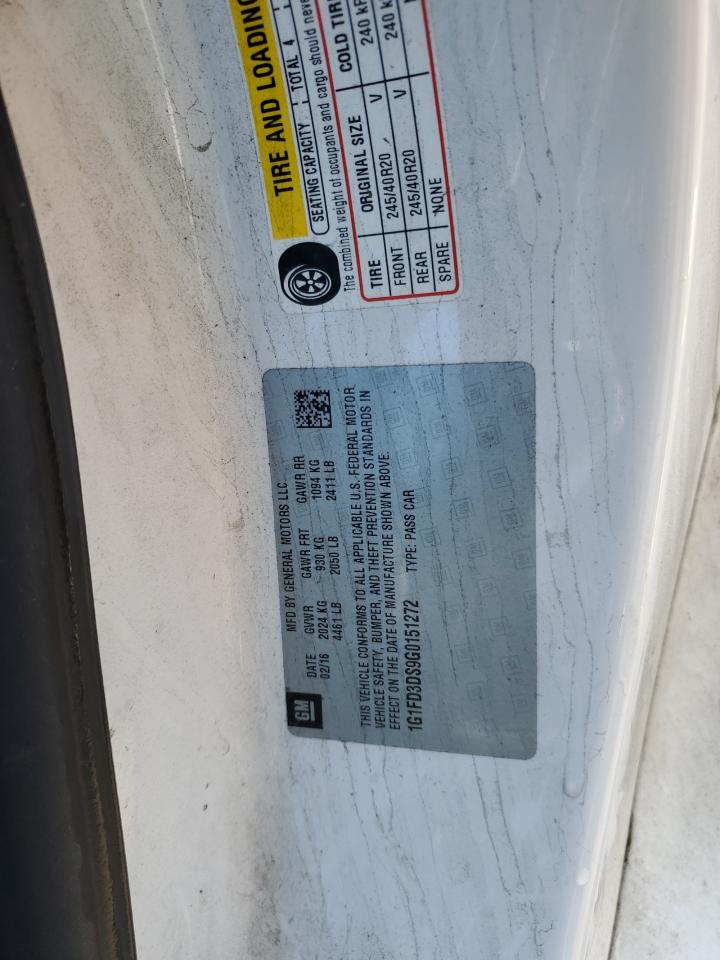 MFD BY GENERAL MOTORS LLC
DATE GVWR GAWR FRT GAWR RR
02/16 2024 KG 930 KG 1094 KG
4461 LB 2050 LB 2411 LB
GM
THIS VEHICLE CONFORMS TO ALL APPLICABLE U.S. FEDERAL MOTOR
VEHICLE SAFETY, BUMPER, AND THEFT PREVENTION STANDARDS IN
EFFECT ON THE DATE OF MANUFACTURE SHOWN ABOVE.
1G1FD3DS9G0151272 TYPE: PASS CAR
TIRE AND LOADING
SEATING CAPACITY TOTAL 4
The combined weight of occupants and cargo should never
TIRE ORIGINAL SIZE COLD TIR
FRONT 245/40R20 V 240 kP
REAR 245/40R20 V 240 k
SPARE NONE